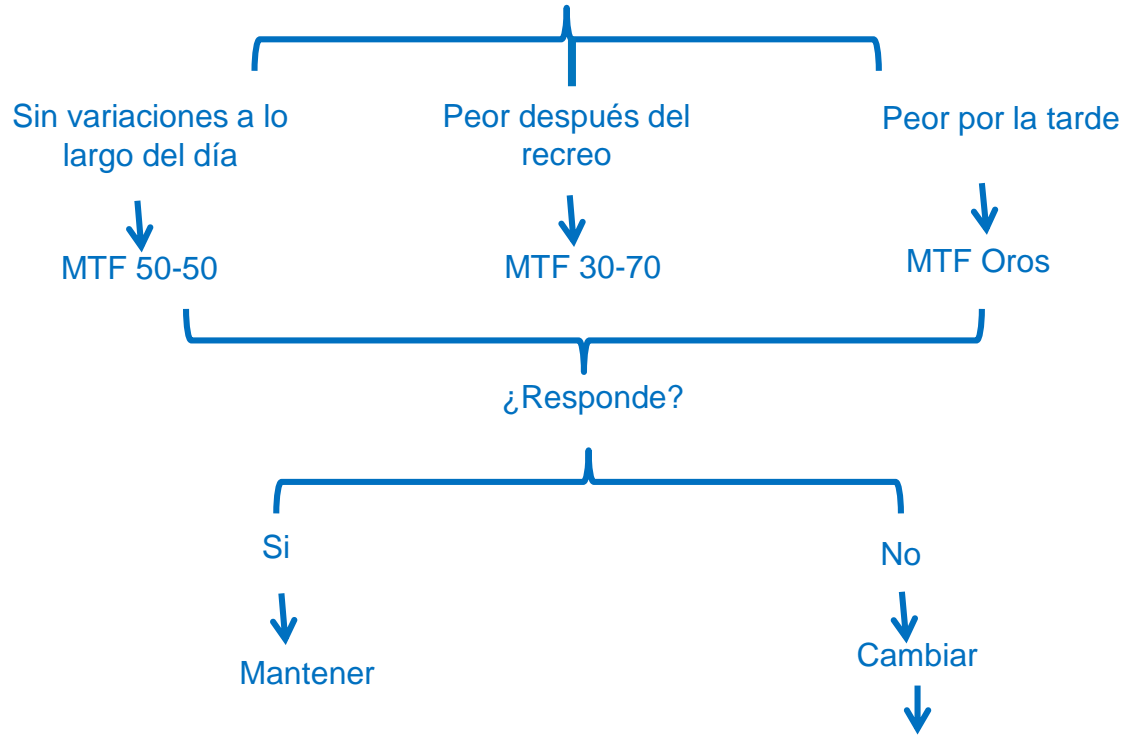 Sin variaciones a lo
largo del día
Peor después del
recreo
Peor por la tarde
MTF 50-50
MTF 30-70
MTF Oros
¿Responde?
Si
No
Mantener
Cambiar